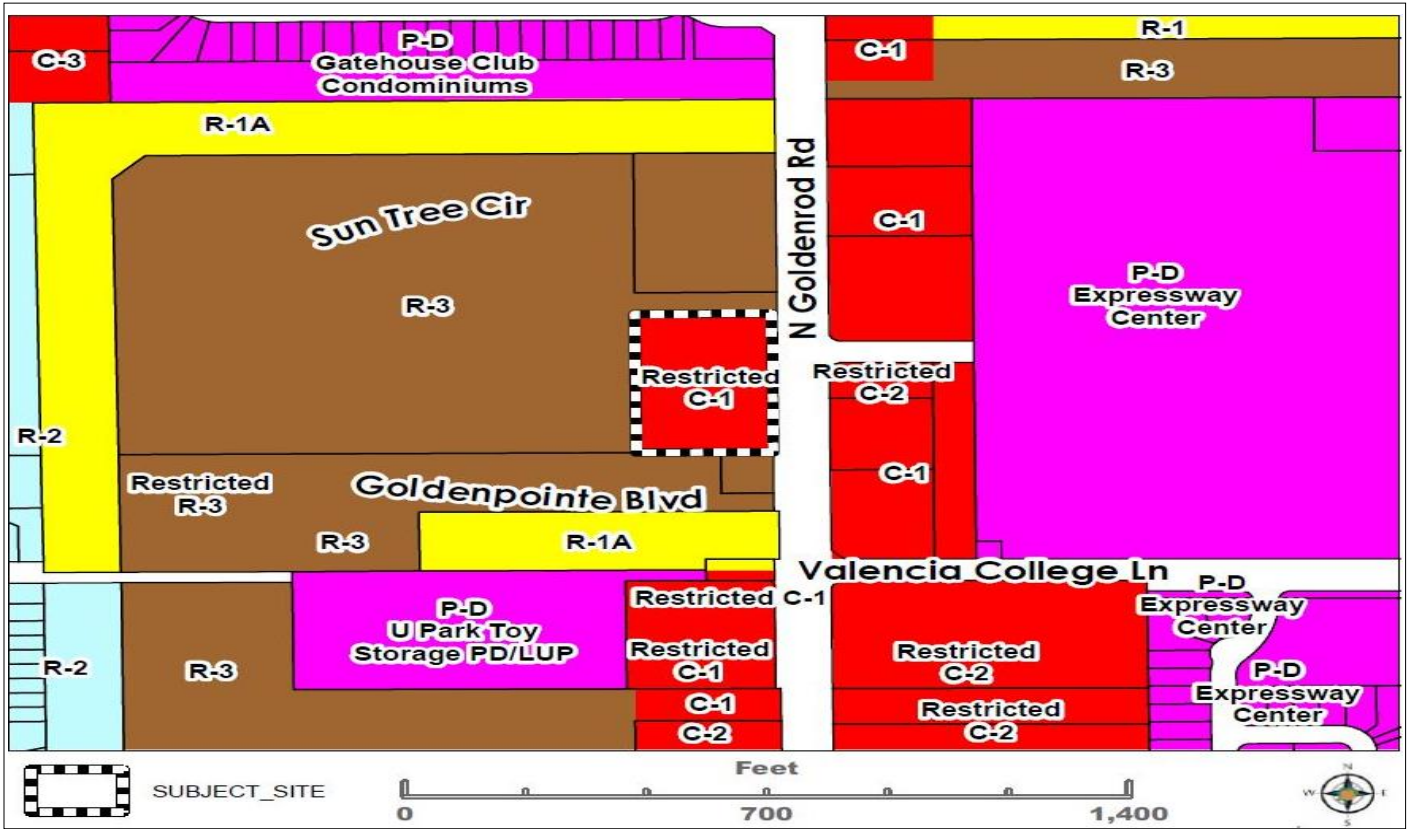 P-D
Gatehouse Club
Condominiums
C-3
C-1
R-1
R-3
R-1A
Sun Tree Cir
N Goldenrod Rd
C-1
P-D
Expressway
Center
R-3
Restricted
C-1
Restricted
C-2
R-2
C-1
Restricted
R-3
Goldenpointe Blvd
R-3
R-1A
Valencia College Ln
P-D
Expressway
Center
Restricted C-1
P-D
U Park Toy
Storage PD/LUP
R-2
R-3
Restricted
C-1
Restricted
C-2
P-D
Expressway
Center
C-1
Restricted
C-2
C-2
SUBJECT_SITE
Feet
0
700
1,400
N
W
E
S